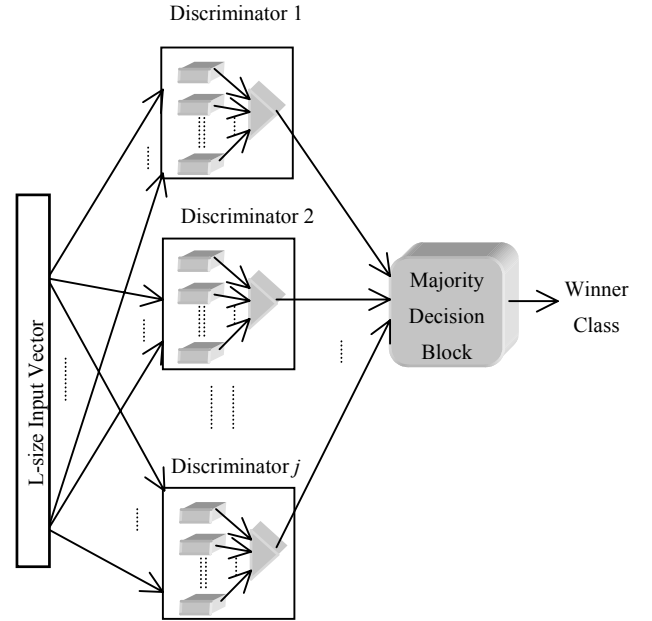 Discriminator 1
Discriminator 2
L-size Input Vector
Majority
Decision
Block
Winner
Class
Discriminator j